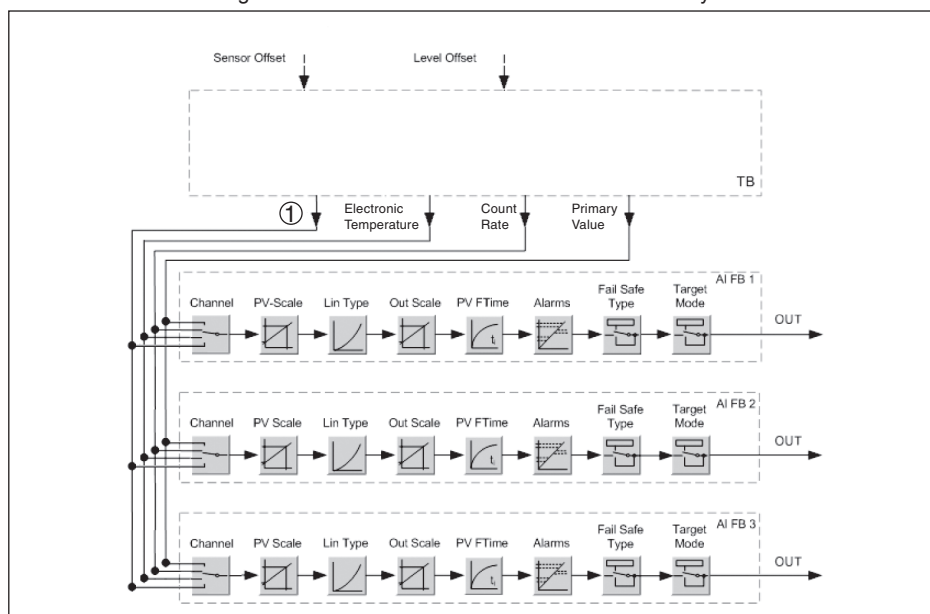 Sensor Offset
Level Offset
TB
①
Electronic
Temperature
Count
Rate
Primary
Value
AI FB 1
Channel
PV-Scale
Lin Type
Out Scale
PV FTime
Alarms
Fail Safe
Type
Target
Mode
OUT
AI FB 2
Channel
PV Scale
Lin Type
Out Scale
PV FTime
Alarms
Fail Safe
Type
Target
Mode
OUT
AI FB 3
Channel
PV Scale
Lin Type
Out Scale
PV FTime
Alarms
Fail Safe
Type
Target
Mode
OUT